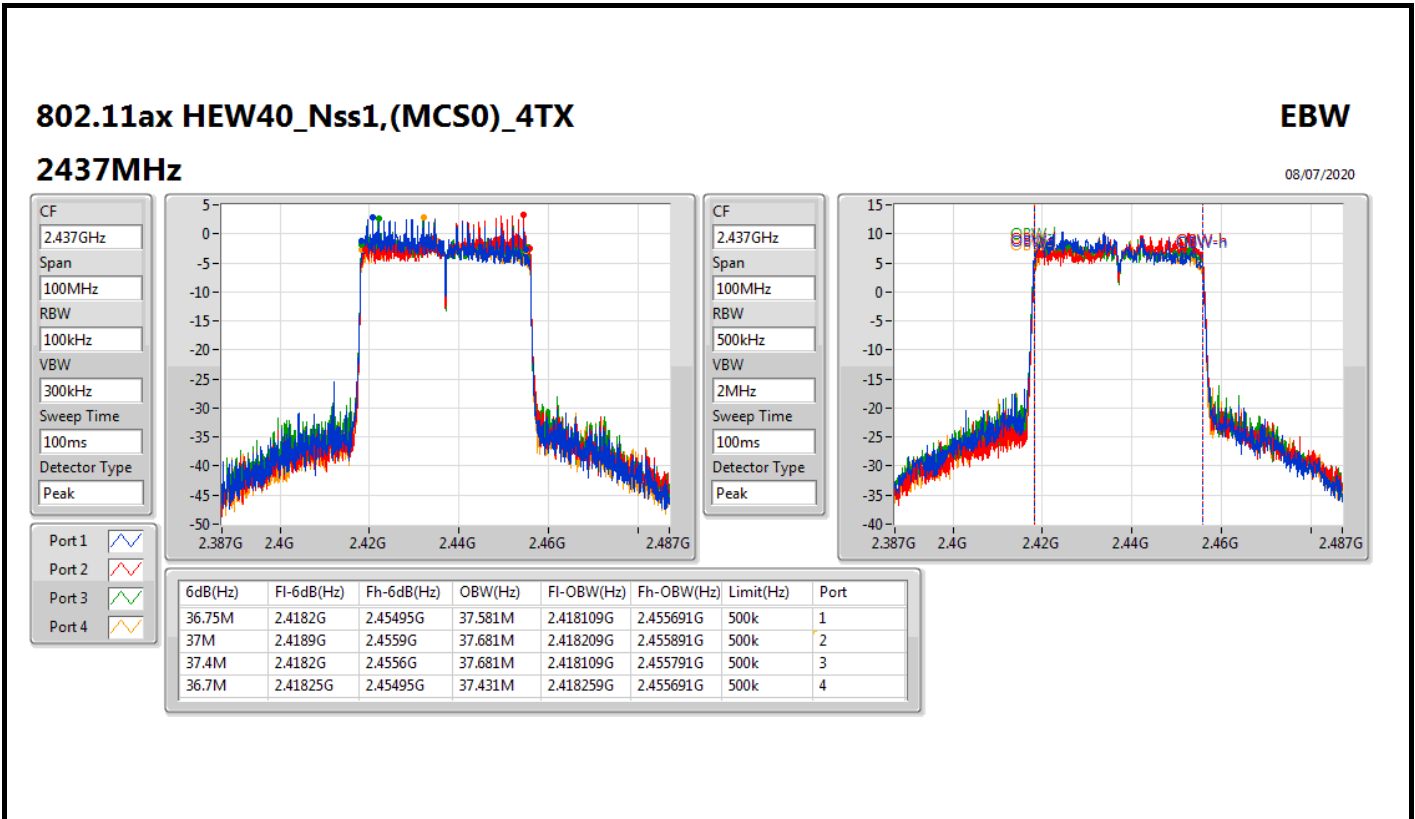 802.11ax HEW40_Nss1,(MCS0)_4TX
EBW
2437MHz
08/07/2020
CF
2.437GHz
Span
100MHz
RBW
100kHz
VBW
300kHz
Sweep Time
100ms
Detector Type
Peak
5
0
-5
-10
-15
-20
-25
-30
-35
-40
-45
-50
2.387G 2.4G 2.42G 2.44G 2.46G 2.487G
CF
2.437GHz
Span
100MHz
RBW
500kHz
VBW
2MHz
Sweep Time
100ms
Detector Type
Peak
15
10
5
0
-5
-10
-15
-20
-25
-30
-35
-40
OBW-l
OBW-h
2.387G 2.4G 2.42G 2.44G 2.46G 2.487G
Port 1
Port 2
Port 3
Port 4
6dB(Hz) Fl-6dB(Hz) Fh-6dB(Hz) OBW(Hz) Fl-OBW(Hz) Fh-OBW(Hz) Limit(Hz) Port
36.75M 2.4182G 2.45495G 37.581M 2.418109G 2.455691G 500k 1
37M 2.4189G 2.4559G 37.681M 2.418209G 2.455891G 500k 2
37.4M 2.4182G 2.4556G 37.681M 2.418109G 2.455791G 500k 3
36.7M 2.41825G 2.45495G 37.431M 2.418259G 2.455691G 500k 4